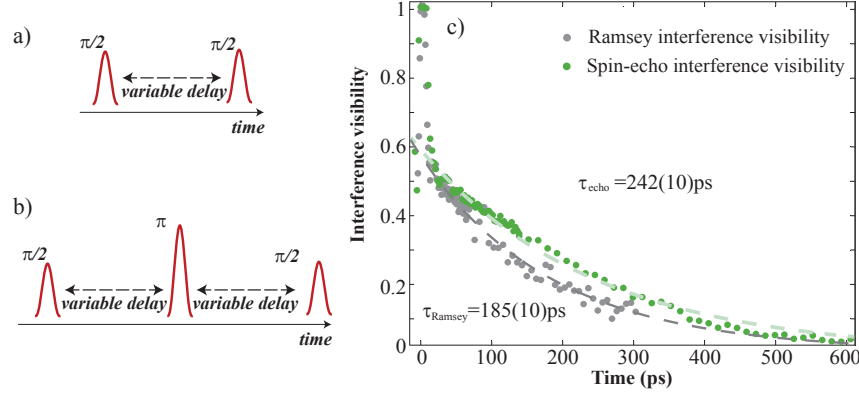 a)
π/2
π/2
variable delay
time
b)
π/2
π
π/2
variable delay
variable delay
time
c)
Ramsey interference visibility
Spin-echo interference visibility
τecho =242(10)ps
τRamsey=185(10)ps
Interference visibility
1
0.8
0.6
0.4
0.2
0
0 100 200 300 400 500 600
Time (ps)